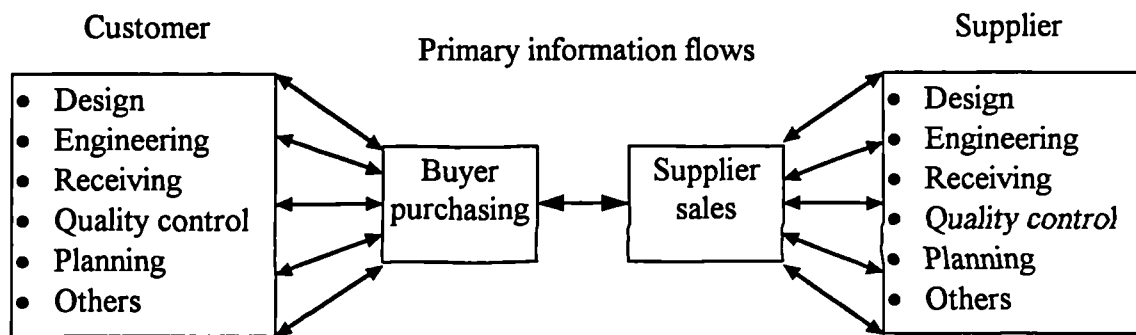 Customer
Primary information flows
Supplier
• Design
• Engineering
• Receiving
• Quality control
• Planning
• Others
Buyer
purchasing
Supplier
sales
• Design
• Engineering
• Receiving
• Quality control
• Planning
• Others